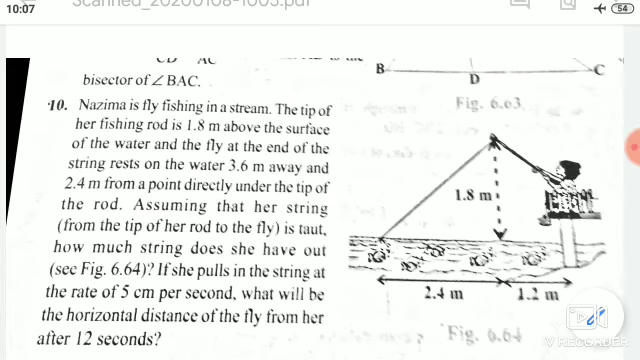 10:07
Scanned_20200108-1005.pdf
54
CD AC
bisector of ∠BAC.
B D C
Fig. 6.63
10. Nazima is fly fishing in a stream. The tip of
her fishing rod is 1.8 m above the surface
of the water and the fly at the end of the
string rests on the water 3.6 m away and
2.4 m from a point directly under the tip of
the rod. Assuming that her string
(from the tip of her rod to the fly) is taut,
how much string does she have out
(see Fig. 6.64)? If she pulls in the string at
the rate of 5 cm per second, what will be
the horizontal distance of the fly from her
after 12 seconds?
1.8 m
2.4 m 1.2 m
Fig. 6.64
V RECORDER